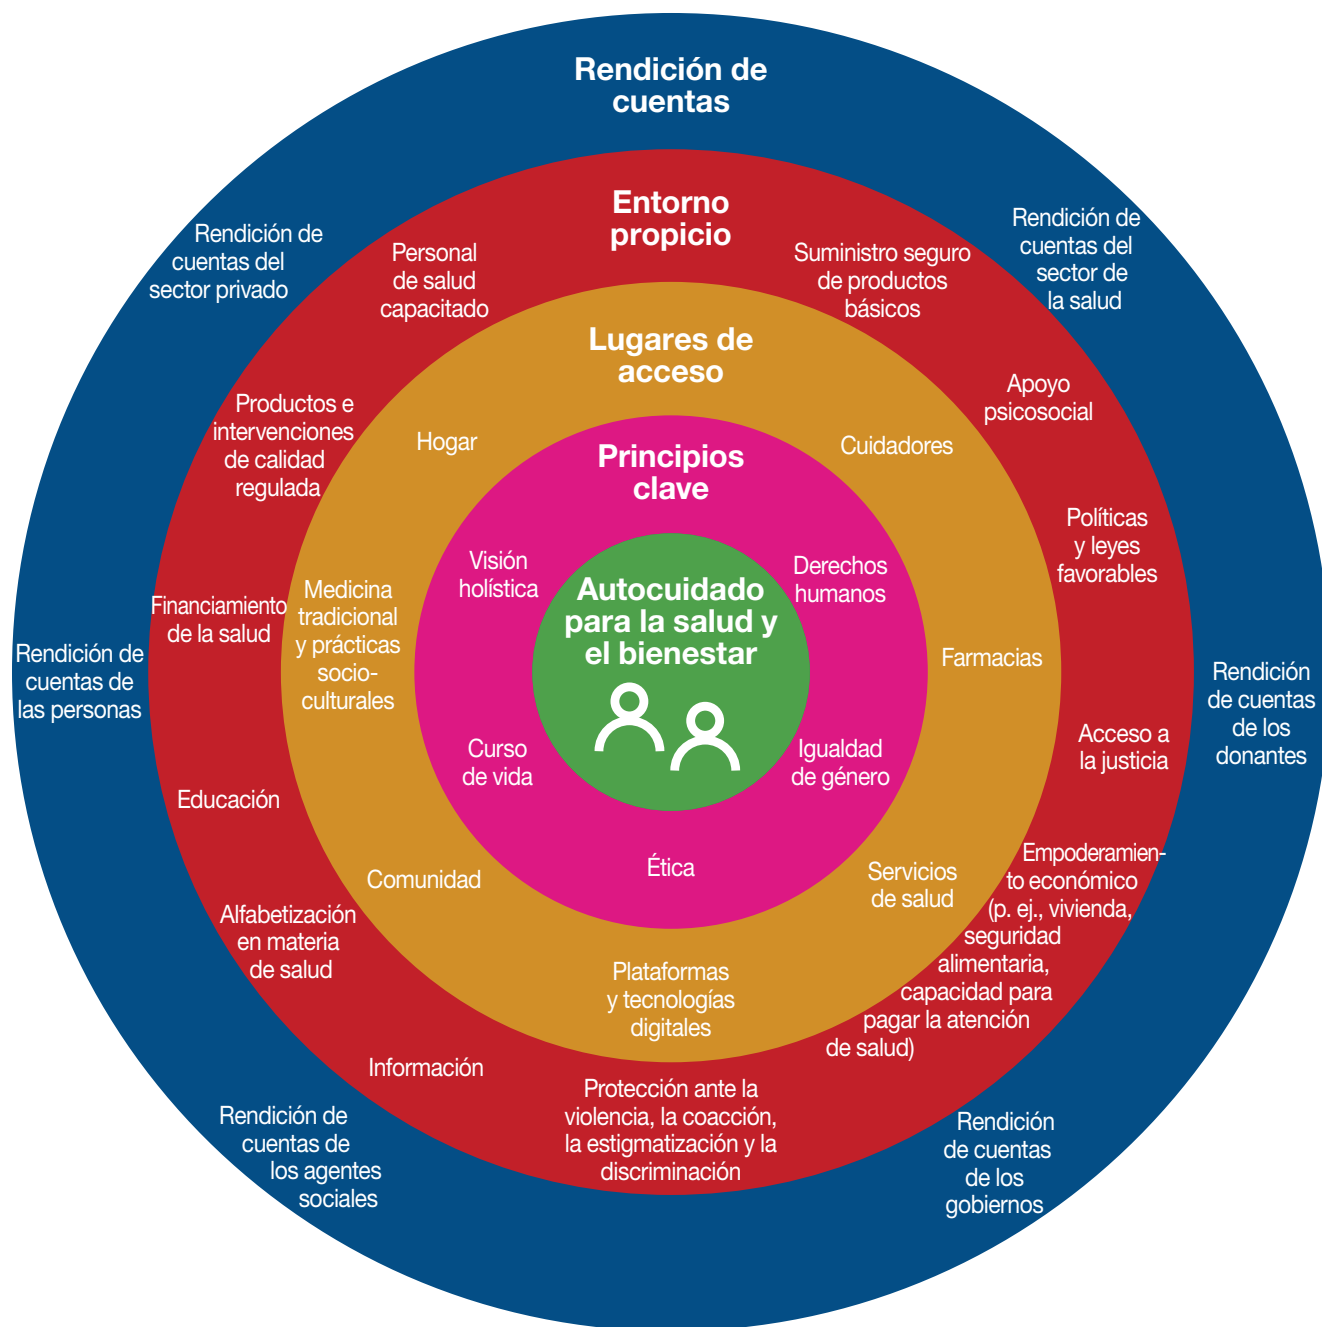 Rendición de
cuentas
Rendición de
cuentas del
sector privado
Rendición de
cuentas del
sector de
la salud
Rendición de
cuentas de
las personas
Rendición
de cuentas
de los
donantes
Rendición de
cuentas de
los agentes
sociales
Rendición
de cuentas
de los
gobiernos
Entorno
propicio
Personal
de salud
capacitado
Suministro seguro
de productos
básicos
Productos e
intervenciones
de calidad
regulada
Apoyo
psicosocial
Políticas
y leyes
favorables
Financiamiento
de la salud
Acceso a
la justicia
Educación
Empoderamien-
to económico
(p. ej., vivienda,
seguridad
alimentaria,
capacidad para
pagar la atención
de salud)
Alfabetización
en materia
de salud
Información
Protección ante la
violencia, la coacción,
la estigmatización y la
discriminación
Lugares de
acceso
Hogar
Cuidadores
Medicina
tradicional
y prácticas
socio-
culturales
Farmacias
Comunidad
Servicios
de salud
Plataformas
y tecnologías
digitales
Principios
clave
Visión
holística
Derechos
humanos
Curso
de vida
Igualdad
de género
Ética
Autocuidado
para la salud y
el bienestar